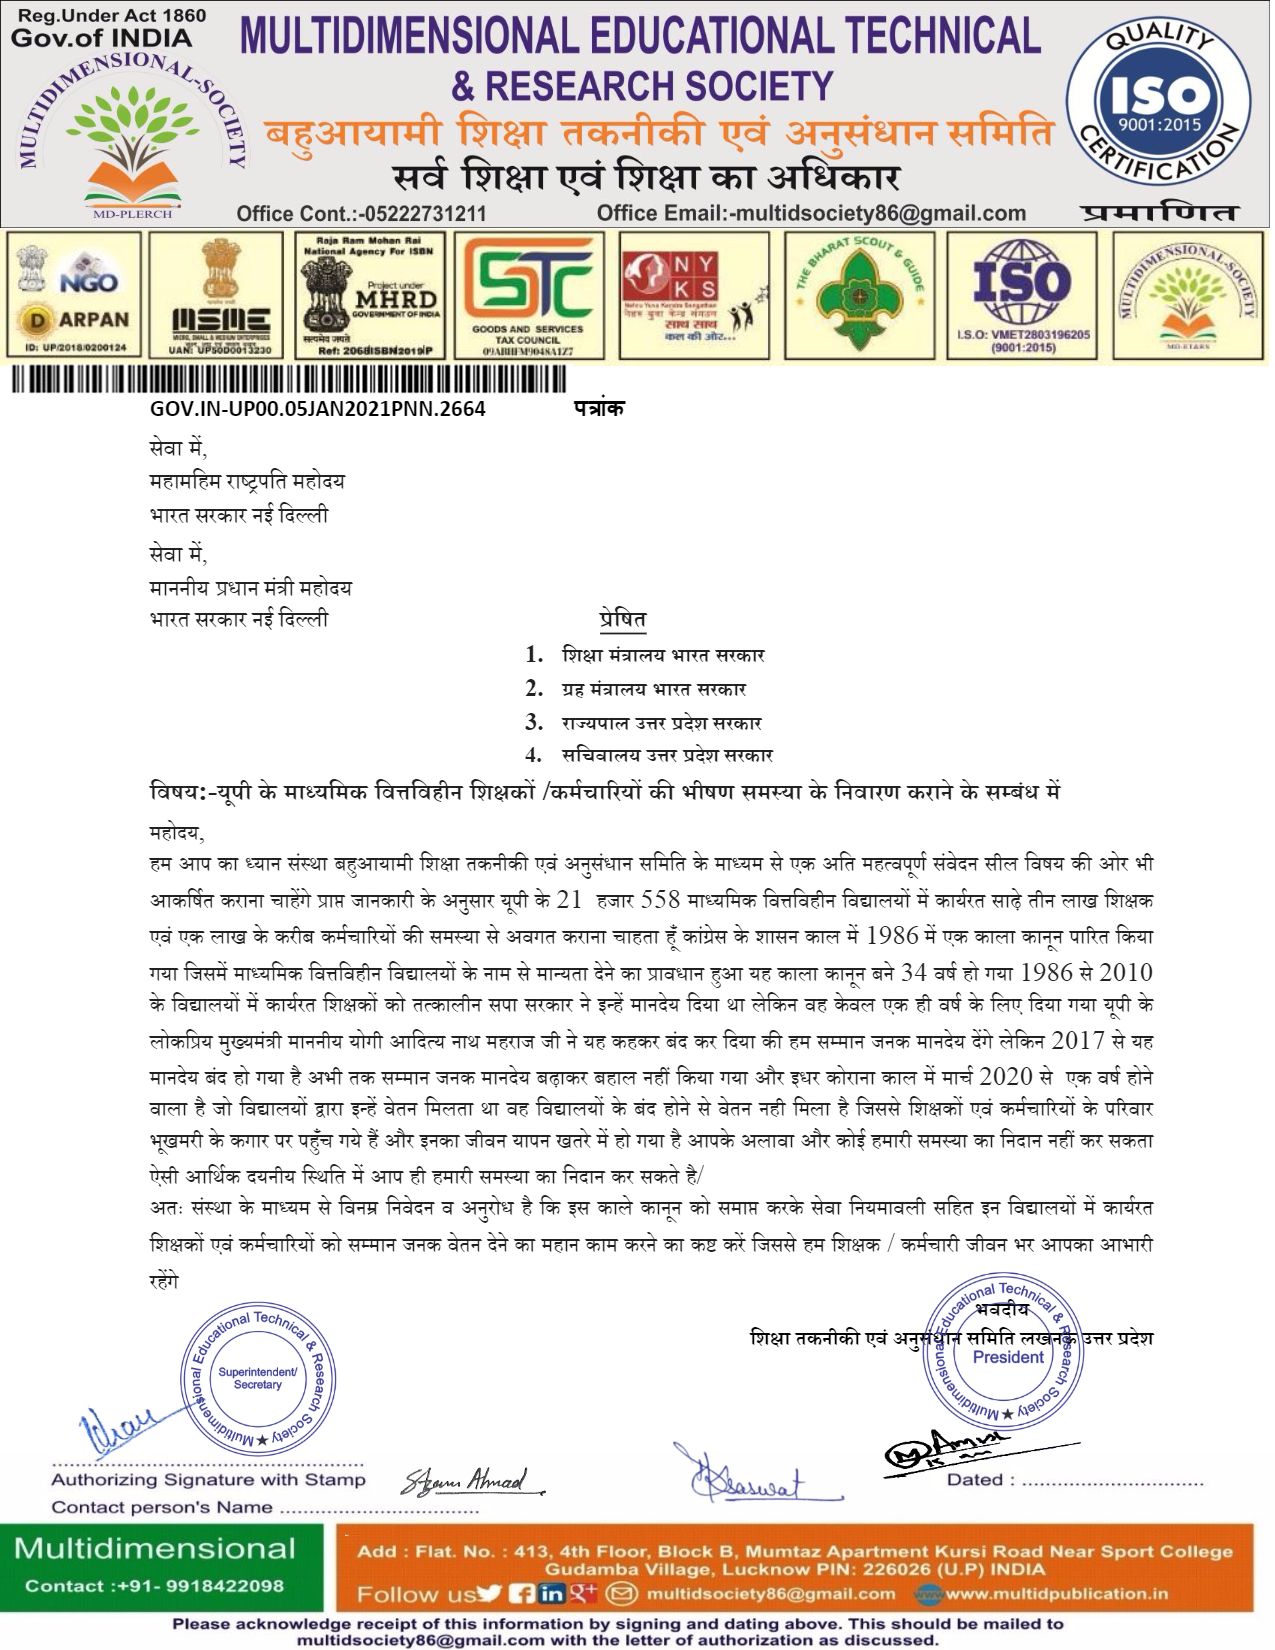 Reg.Under Act 1860
Gov.of INDIA
MULTIDIMENSIONAL-SOCIETY
MD-PLERCH
MULTIDIMENSIONAL EDUCATIONAL TECHNICAL
& RESEARCH SOCIETY
बहुआयामी शिक्षा तकनीकी एवं अनुसंधान समिति
सर्व शिक्षा एवं शिक्षा का अधिकार
Office Cont.:-05222731211 Office Email:-multidsociety86@gmail.com
QUALITY
ISO
9001:2015
CERTIFICATION
प्रमाणित
NGO
D ARPAN
ID: UP/2018/0200124
MSME
MICRO, SMALL & MEDIUM ENTERPRISES
UAN: UP50D0013230
Raja Ram Mohan Rai
National Agency For ISBN
Project under
MHRD
GOVERNMENT OF INDIA
सत्यमेव जयते
Ref: 2068ISBN2019/P
STC
GOODS AND SERVICES
TAX COUNCIL
09ABHFM9048A1Z7
NYKS
Nehru Yuva Kendra Sangathan
नेहरू युवा केन्द्र संगठन
साथ साथ
कल की ओर...
THE BHARAT SCOUT & GUIDE
ISO
I.S.O: VMET2803196205
(9001:2015)
MULTIDIMENSIONAL-SOCIETY
MD-ET&RS
GOV.IN-UP00.05JAN2021PNN.2664 पत्रांक
सेवा में,
महामहिम राष्ट्रपति महोदय
भारत सरकार नई दिल्ली
सेवा में,
माननीय प्रधान मंत्री महोदय
भारत सरकार नई दिल्ली प्रेषित
1. शिक्षा मंत्रालय भारत सरकार
2. ग्रह मंत्रालय भारत सरकार
3. राज्यपाल उत्तर प्रदेश सरकार
4. सचिवालय उत्तर प्रदेश सरकार
विषय:-यूपी के माध्यमिक वित्तविहीन शिक्षकों /कर्मचारियों की भीषण समस्या के निवारण कराने के सम्बंध में
महोदय,
हम आप का ध्यान संस्था बहुआयामी शिक्षा तकनीकी एवं अनुसंधान समिति के माध्यम से एक अति महत्वपूर्ण संवेदन सील विषय की ओर भी
आकर्षित कराना चाहेंगे प्राप्त जानकारी के अनुसार यूपी के 21 हजार 558 माध्यमिक वित्तविहीन विद्यालयों में कार्यरत साढ़े तीन लाख शिक्षक
एवं एक लाख के करीब कर्मचारियों की समस्या से अवगत कराना चाहता हूँ कांग्रेस के शासन काल में 1986 में एक काला कानून पारित किया
गया जिसमें माध्यमिक वित्तविहीन विद्यालयों के नाम से मान्यता देने का प्रावधान हुआ यह काला कानून बने 34 वर्ष हो गया 1986 से 2010
के विद्यालयों में कार्यरत शिक्षकों को तत्कालीन सपा सरकार ने इन्हें मानदेय दिया था लेकिन वह केवल एक ही वर्ष के लिए दिया गया यूपी के
लोकप्रिय मुख्यमंत्री माननीय योगी आदित्य नाथ महराज जी ने यह कहकर बंद कर दिया की हम सम्मान जनक मानदेय देंगे लेकिन 2017 से यह
मानदेय बंद हो गया है अभी तक सम्मान जनक मानदेय बढ़ाकर बहाल नहीं किया गया और इधर कोराना काल में मार्च 2020 से एक वर्ष होने
वाला है जो विद्यालयों द्वारा इन्हें वेतन मिलता था वह विद्यालयों के बंद होने से वेतन नही मिला है जिससे शिक्षकों एवं कर्मचारियों के परिवार
भूखमरी के कगार पर पहुँच गये हैं और इनका जीवन यापन खतरे में हो गया है आपके अलावा और कोई हमारी समस्या का निदान नहीं कर सकता
ऐसी आर्थिक दयनीय स्थिति में आप ही हमारी समस्या का निदान कर सकते है/
अतः संस्था के माध्यम से विनम्र निवेदन व अनुरोध है कि इस काले कानून को समाप्त करके सेवा नियमावली सहित इन विद्यालयों में कार्यरत
शिक्षकों एवं कर्मचारियों को सम्मान जनक वेतन देने का महान काम करने का कष्ट करें जिससे हम शिक्षक / कर्मचारी जीवन भर आपका आभारी
रहेंगे
भवदीय
शिक्षा तकनीकी एवं अनुसंधान समिति लखनऊ उत्तर प्रदेश
Multidimensional Educational Technical & Research Society ★
Superintendent/
Secretary
Multidimensional Educational Technical & Research Society ★
President
Khan
Authorizing Signature with Stamp
S Azam Ahmad
Saraswat
Dated : ................................
Contact person's Name ...................................
Multidimensional
Contact :+91- 9918422098
Add : Flat. No. : 413, 4th Floor, Block B, Mumtaz Apartment Kursi Road Near Sport College
Gudamba Village, Lucknow PIN: 226026 (U.P) INDIA
Follow us multidsociety86@gmail.com www.multidpublication.in
Please acknowledge receipt of this information by signing and dating above. This should be mailed to
multidsociety86@gmail.com with the letter of authorization as discussed.